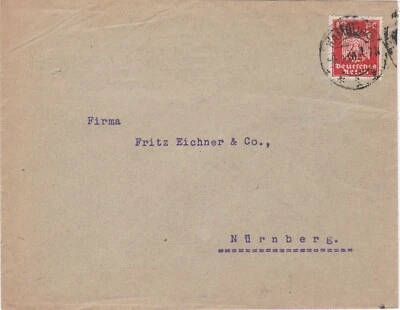 Deutsches
Reich
Firma
Fritz Eichner & Co.,
Nürnberg.